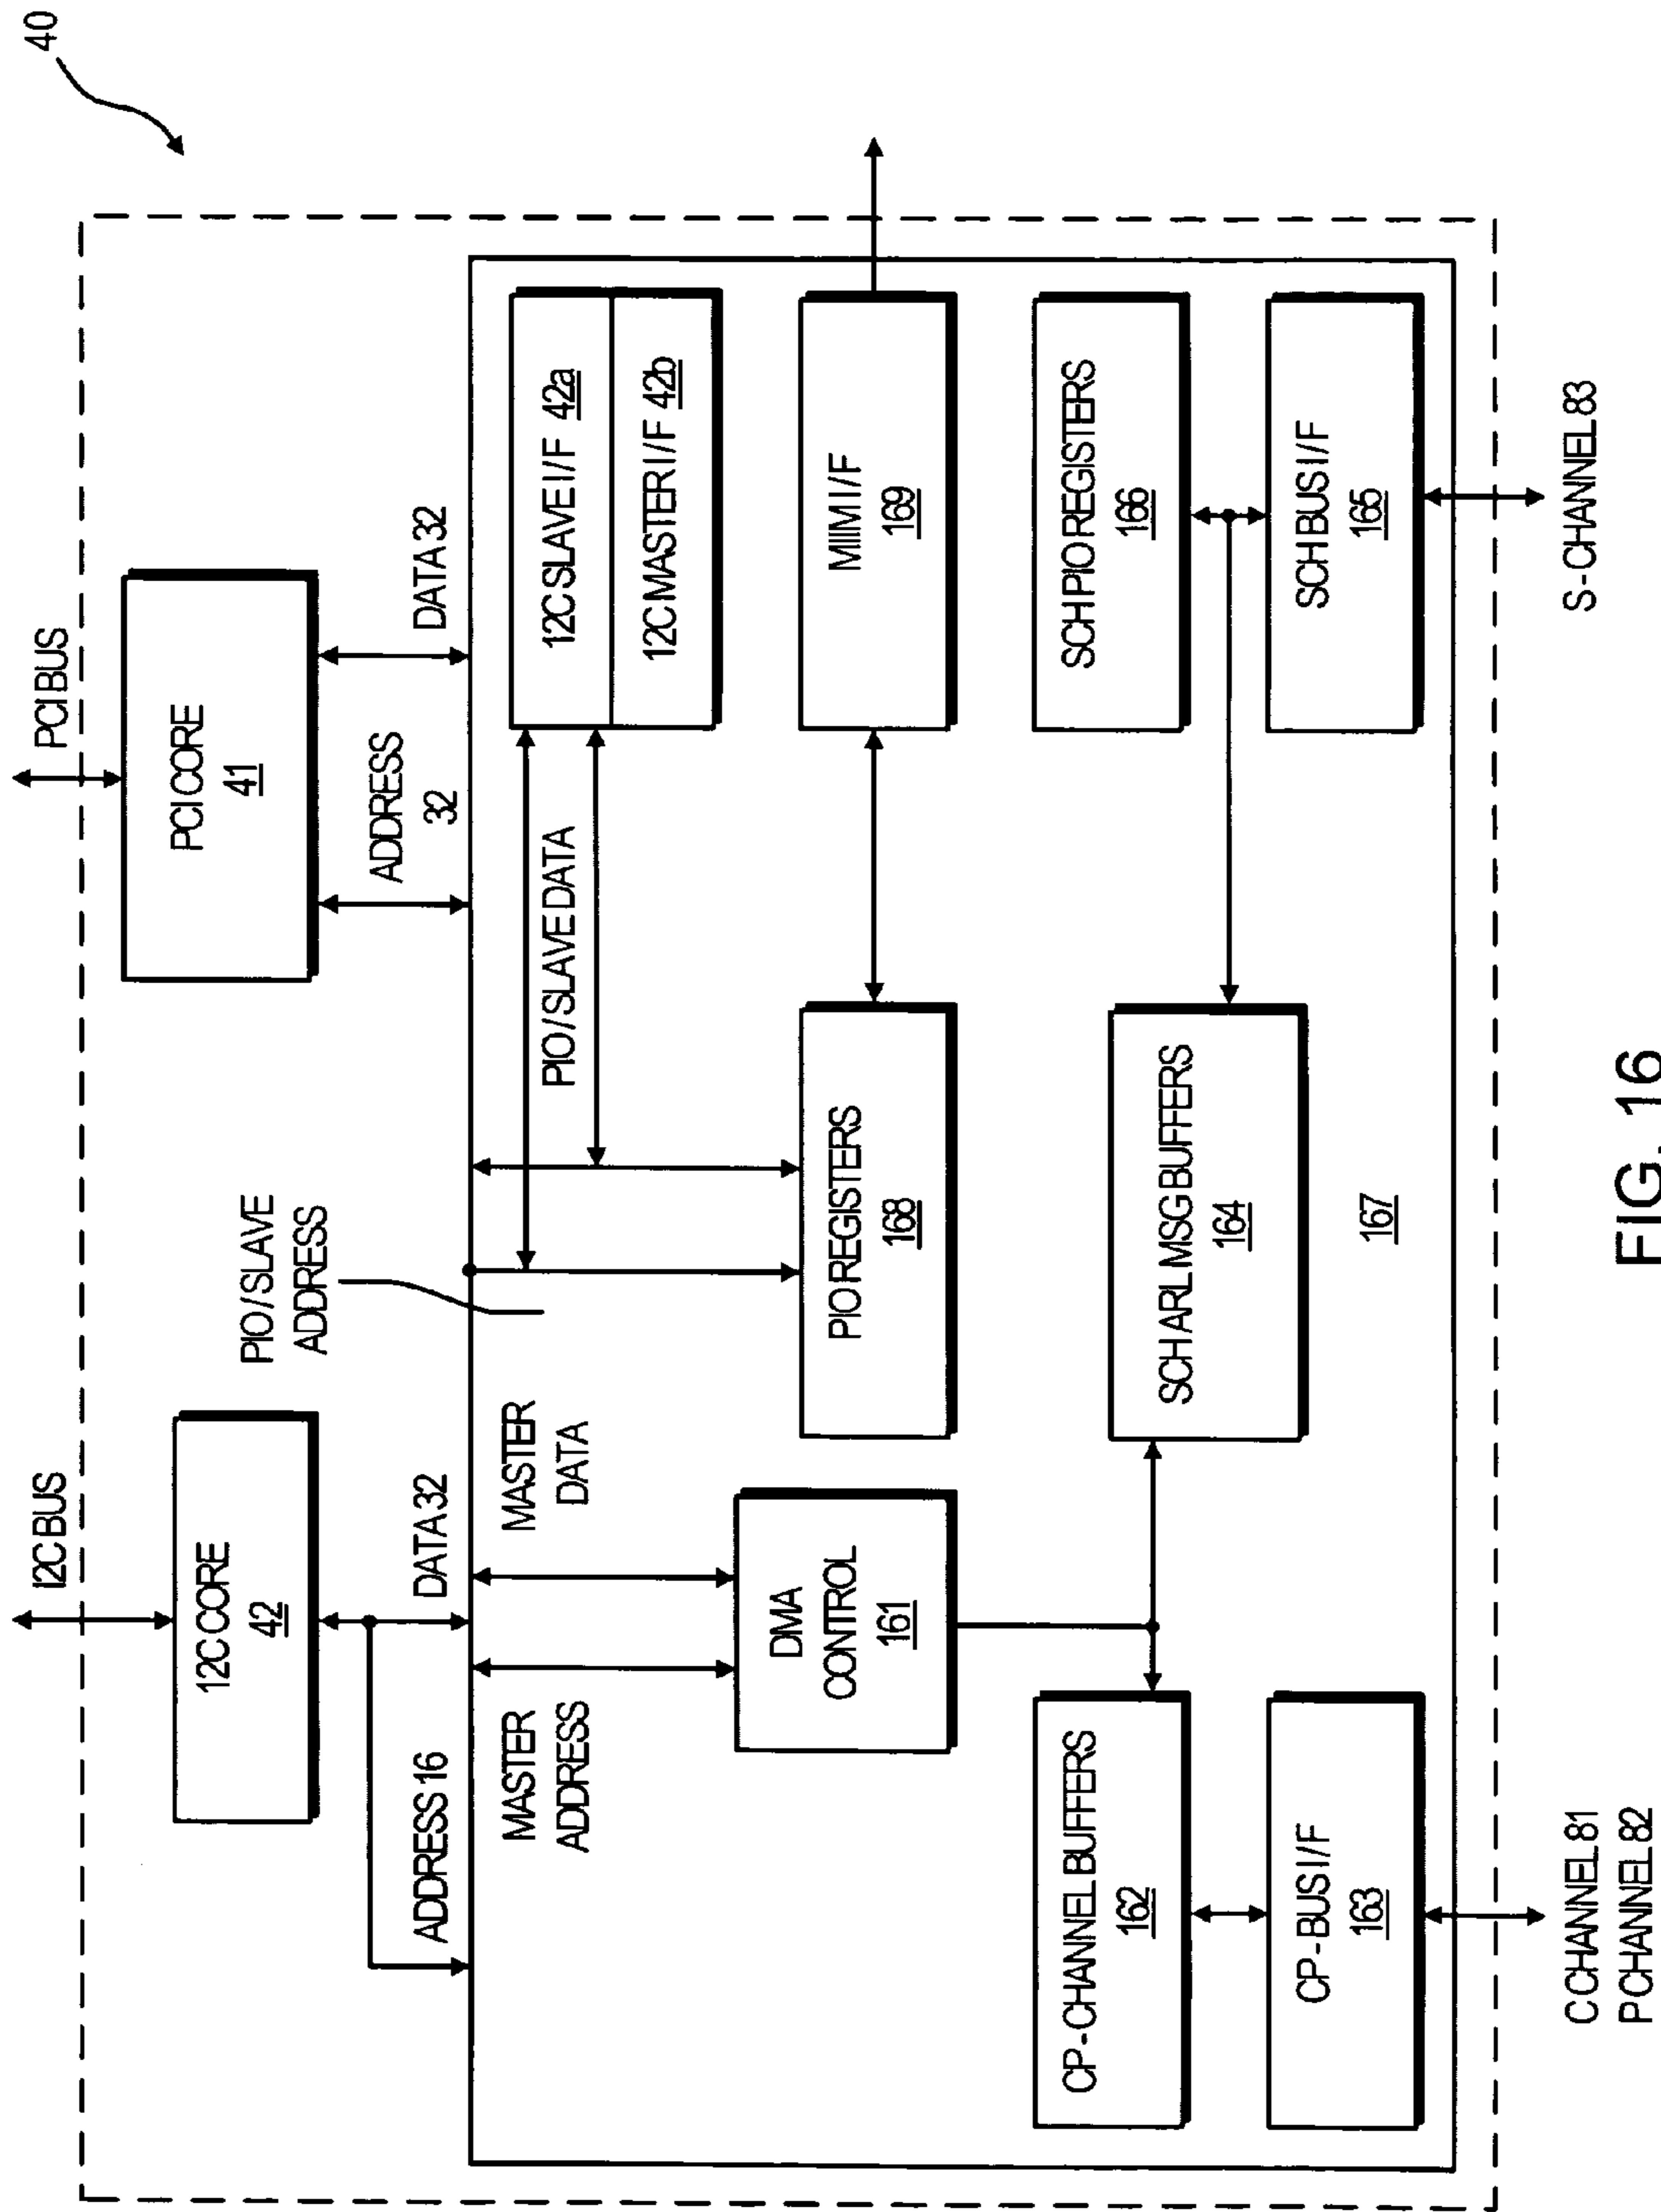 40
I2C BUS
PCI BUS
12C CORE
42
PCI CORE
41
ADDRESS 16
DATA 32
PIO/SLAVE
ADDRESS
ADDRESS
32
DATA 32
MASTER
ADDRESS
MASTER
DATA
PIO/SLAVE DATA
12C SLAVE I/F 42a
12C MASTER I/F 42b
DMA
CONTROL
161
PIO REGISTERS
168
MIIM I/F
169
CP-CHANNEL BUFFERS
162
SCH ARL MSG BUFFERS
164
SCH PIO REGISTERS
166
CP-BUS I/F
163
167
SCH BUS I/F
165
C CHANNEL 81
P CHANNEL 82
S-CHANNEL 83
FIG. 16